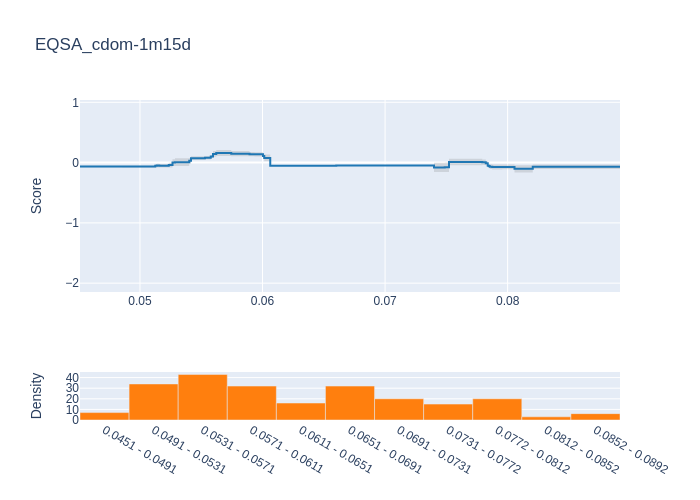 EQSA_cdom-1m15d
Score
1
0
−1
−2
0.05
0.06
0.07
0.08
Density
40
30
20
10
0
0.0451 - 0.0491
0.0491 - 0.0531
0.0531 - 0.0571
0.0571 - 0.0611
0.0611 - 0.0651
0.0651 - 0.0691
0.0691 - 0.0731
0.0731 - 0.0772
0.0772 - 0.0812
0.0812 - 0.0852
0.0852 - 0.0892